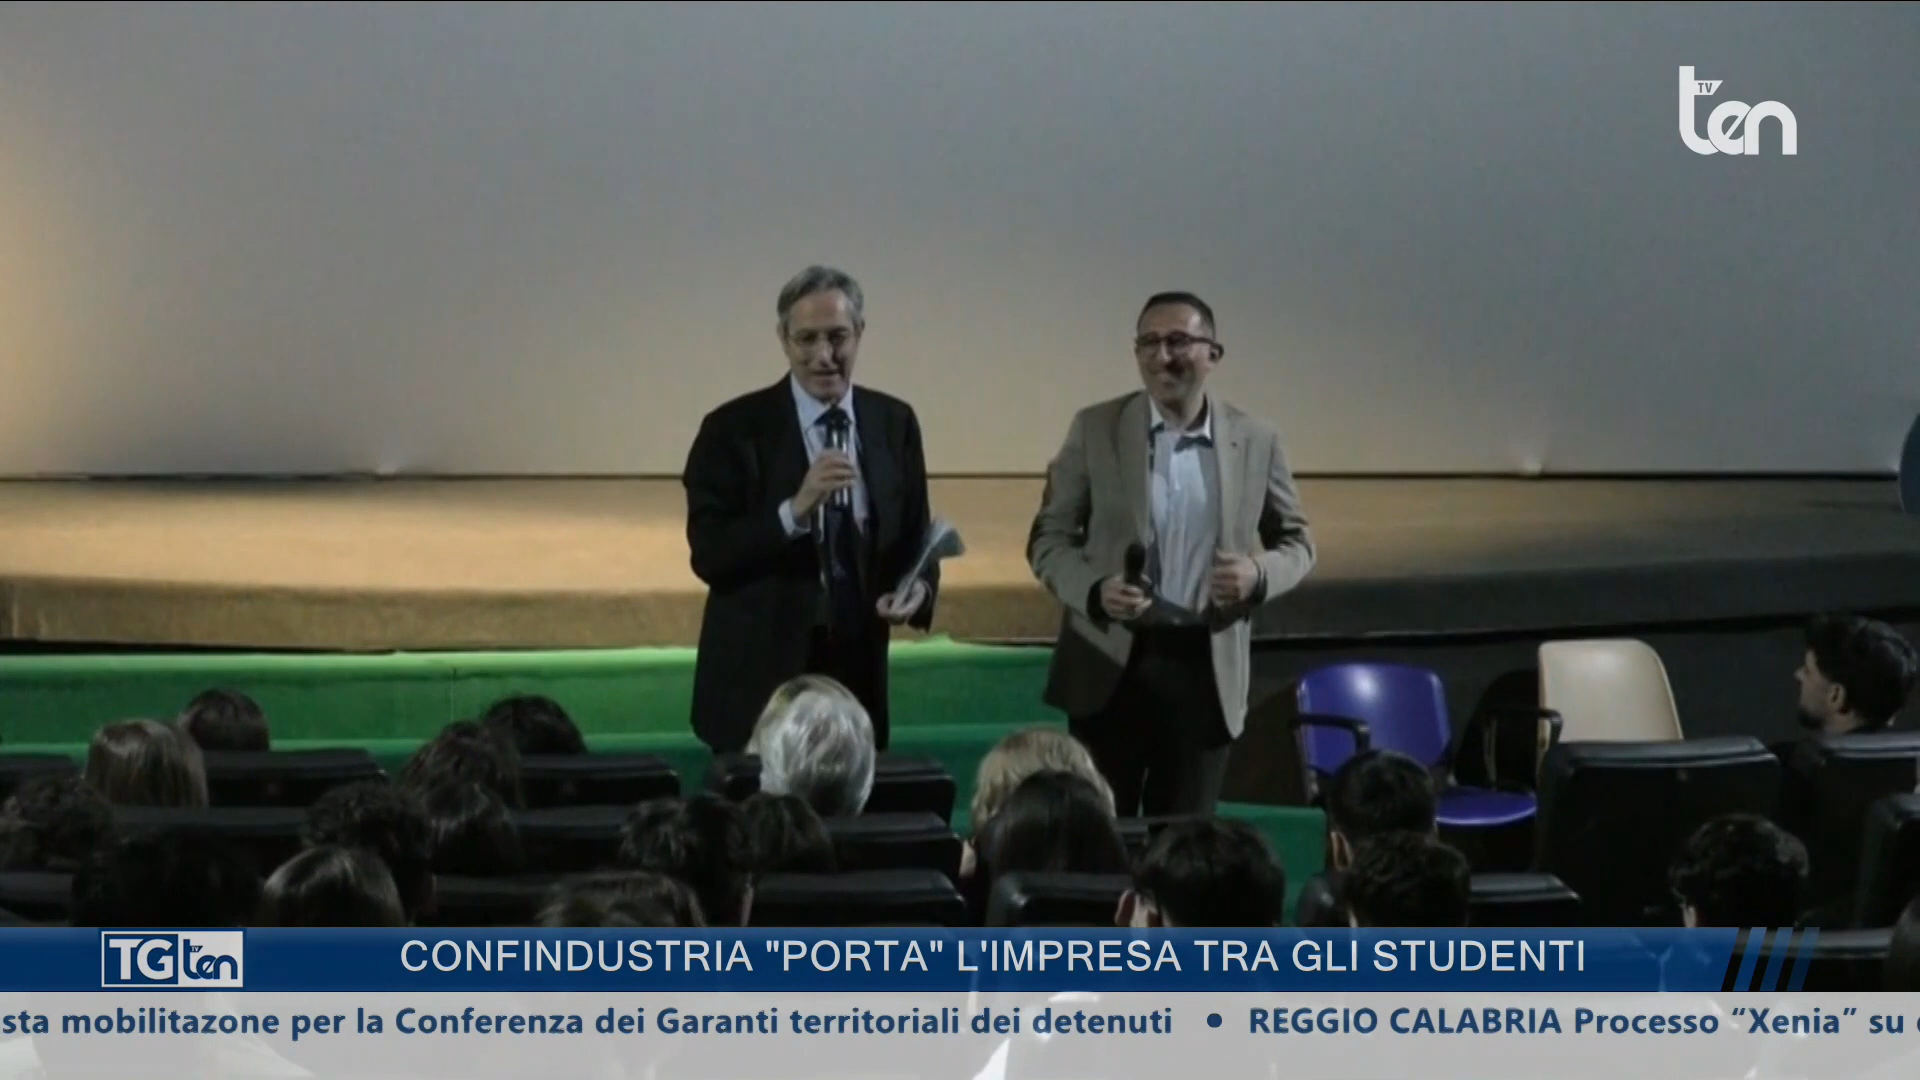 TV
ten
TG ten TV
CONFINDUSTRIA "PORTA" L'IMPRESA TRA GLI STUDENTI
sta mobilitazone per la Conferenza dei Garanti territoriali dei detenuti • REGGIO CALABRIA Processo “Xenia” su